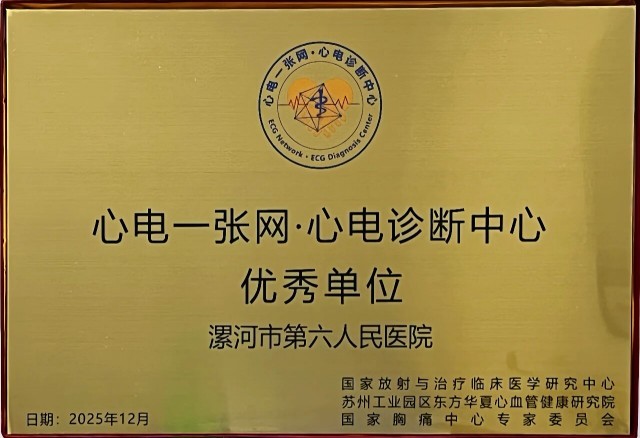 心电一张网·心电诊断中心
ECG Network · ECG Diagnosis Center
心电一张网·心电诊断中心
优秀单位
漯河市第六人民医院
国家放射与治疗临床医学研究中心
苏州工业园区东方华夏心血管健康研究院
国家胸痛中心专家委员会
日期：2025年12月